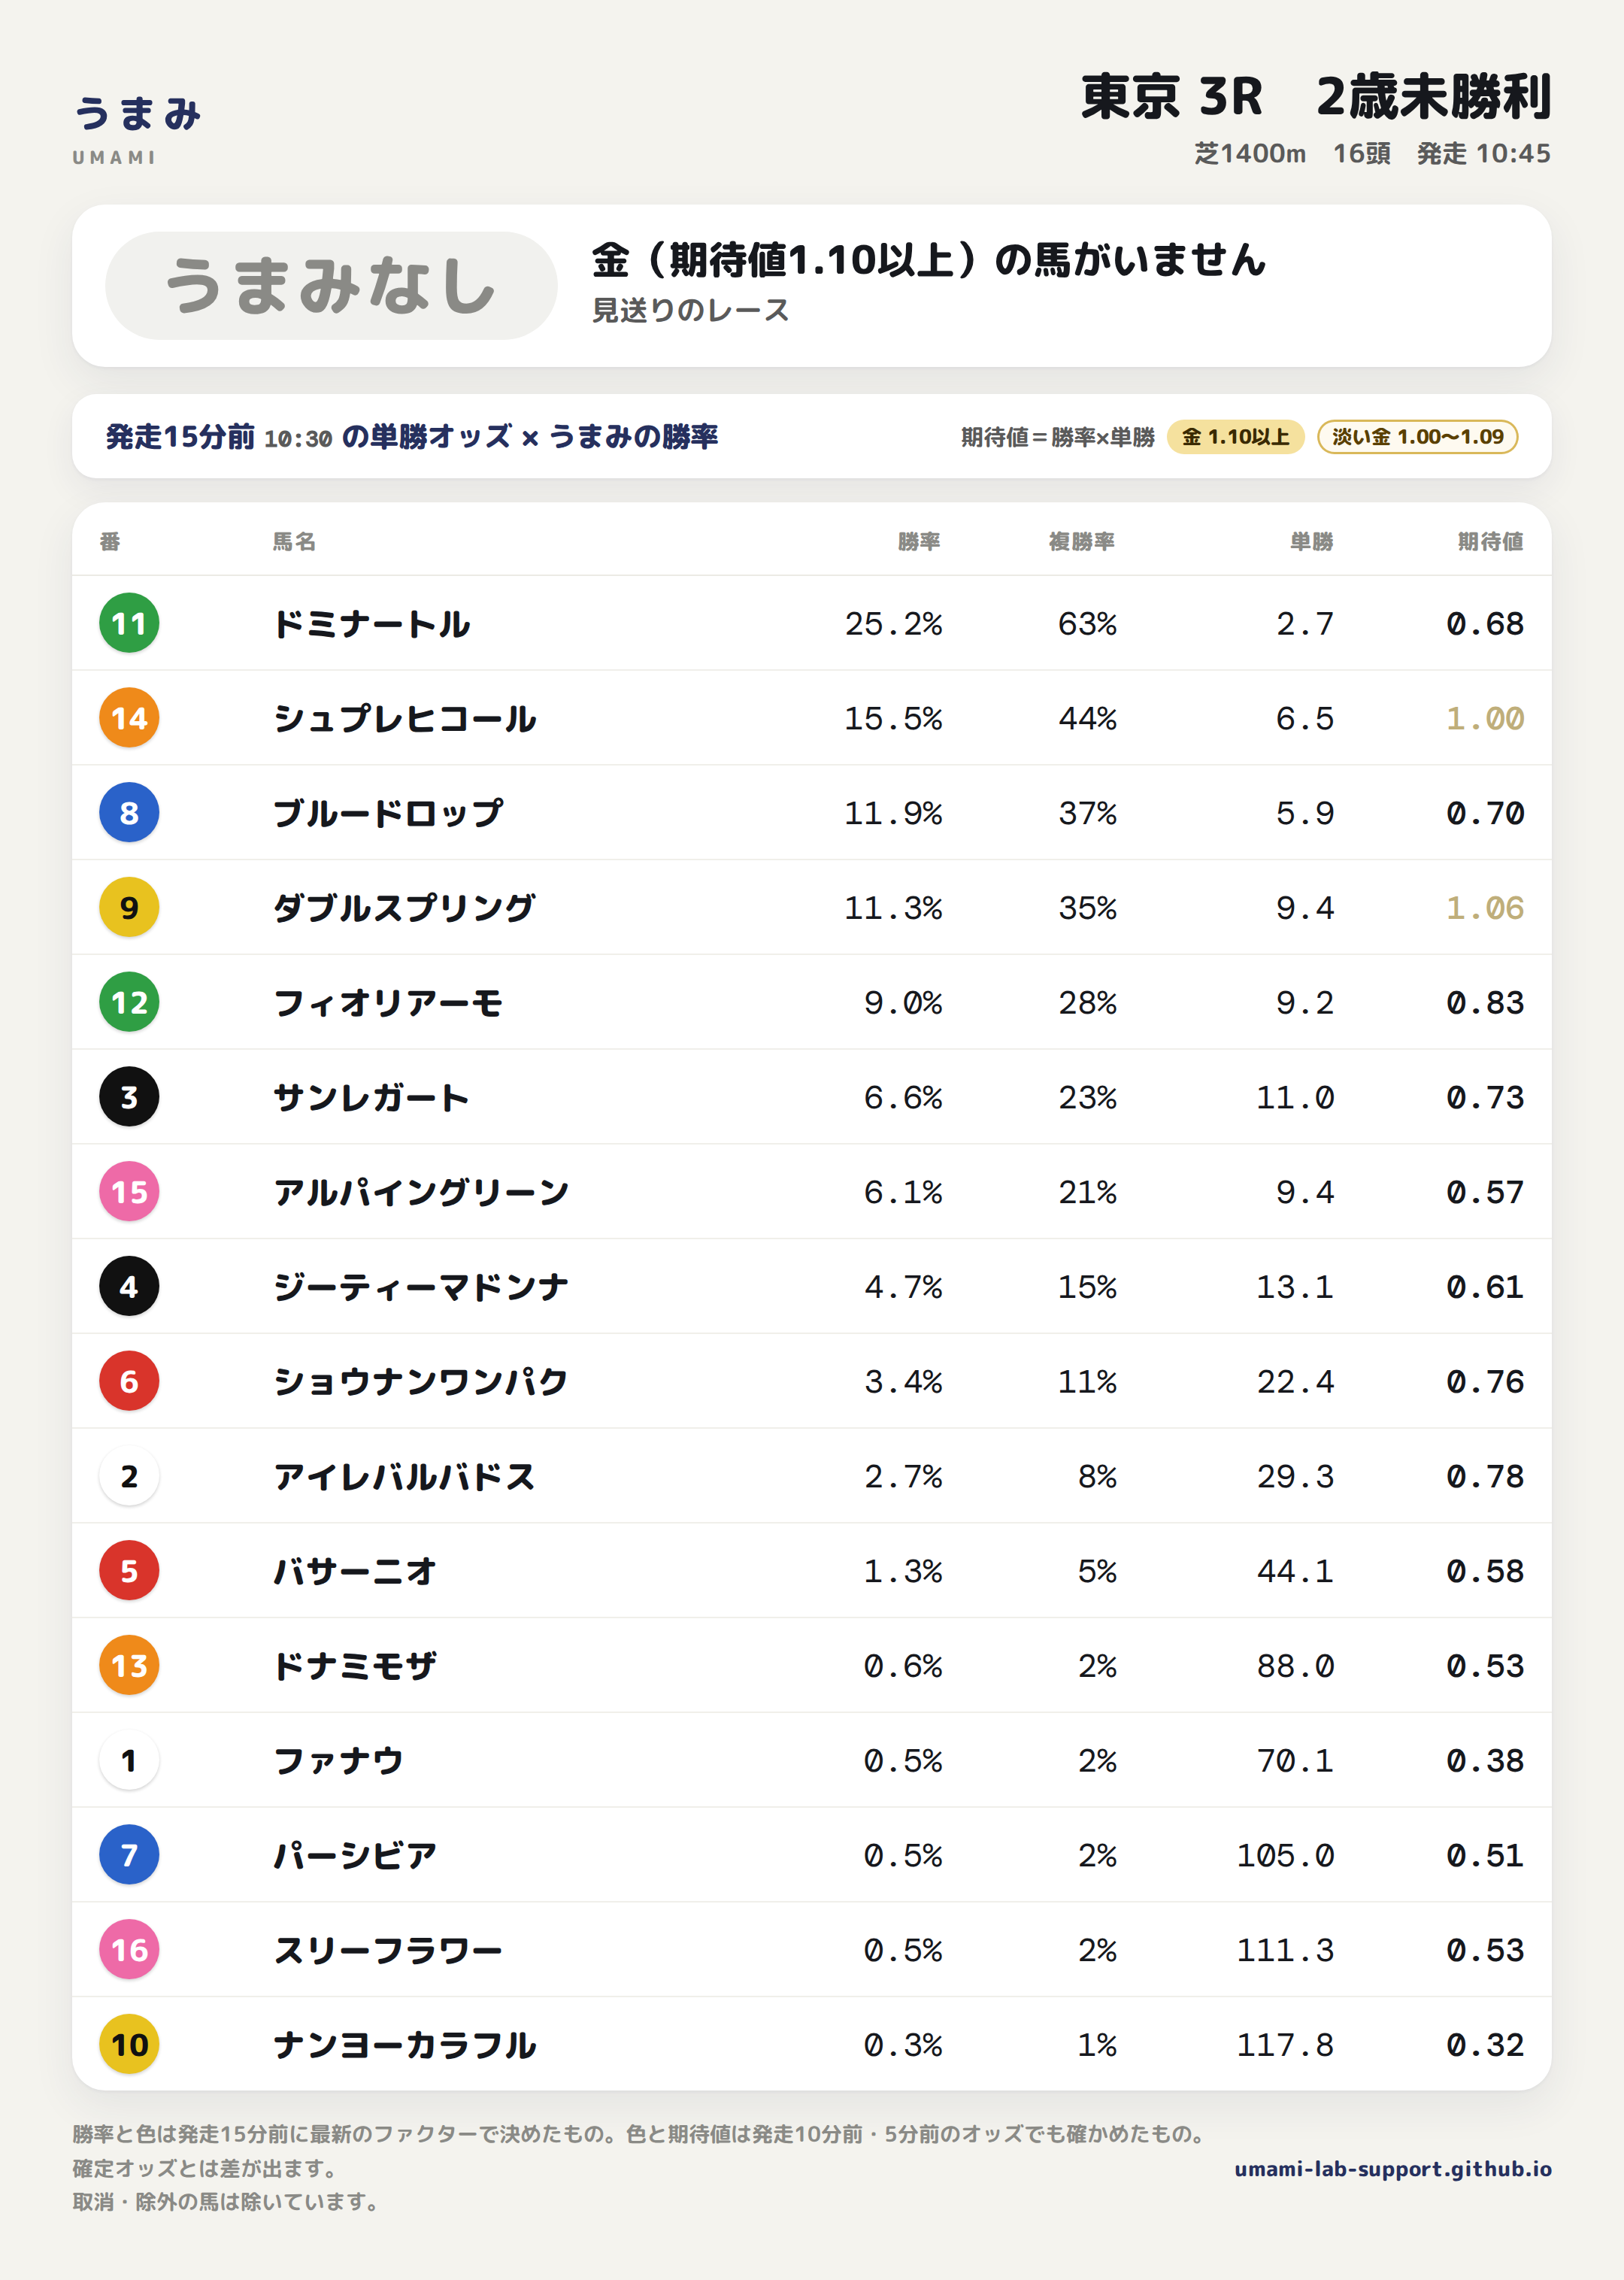 うまみ
UMAMI
東京 3R 2歳未勝利
芝1400m 16頭 発走 10:45
うまみなし
金（期待値1.10以上）の馬がいません
見送りのレース
発走15分前 10:30 の単勝オッズ × うまみの勝率
期待値＝勝率×単勝 金 1.10以上 淡い金 1.00〜1.09
番 馬名 勝率 複勝率 単勝 期待値
11 ドミナートル 25.2% 63% 2.7 0.68
14 シュプレヒコール 15.5% 44% 6.5 1.00
8 ブルードロップ 11.9% 37% 5.9 0.70
9 ダブルスプリング 11.3% 35% 9.4 1.06
12 フィオリアーモ 9.0% 28% 9.2 0.83
3 サンレガート 6.6% 23% 11.0 0.73
15 アルパイングリーン 6.1% 21% 9.4 0.57
4 ジーティーマドンナ 4.7% 15% 13.1 0.61
6 ショウナンワンパク 3.4% 11% 22.4 0.76
2 アイレバルバドス 2.7% 8% 29.3 0.78
5 バサーニオ 1.3% 5% 44.1 0.58
13 ドナミモザ 0.6% 2% 88.0 0.53
1 ファナウ 0.5% 2% 70.1 0.38
7 パーシビア 0.5% 2% 105.0 0.51
16 スリーフラワー 0.5% 2% 111.3 0.53
10 ナンヨーカラフル 0.3% 1% 117.8 0.32
勝率と色は発走15分前に最新のファクターで決めたもの。色と期待値は発走10分前・5分前のオッズでも確かめたもの。
確定オッズとは差が出ます。
取消・除外の馬は除いています。
umami-lab-support.github.io